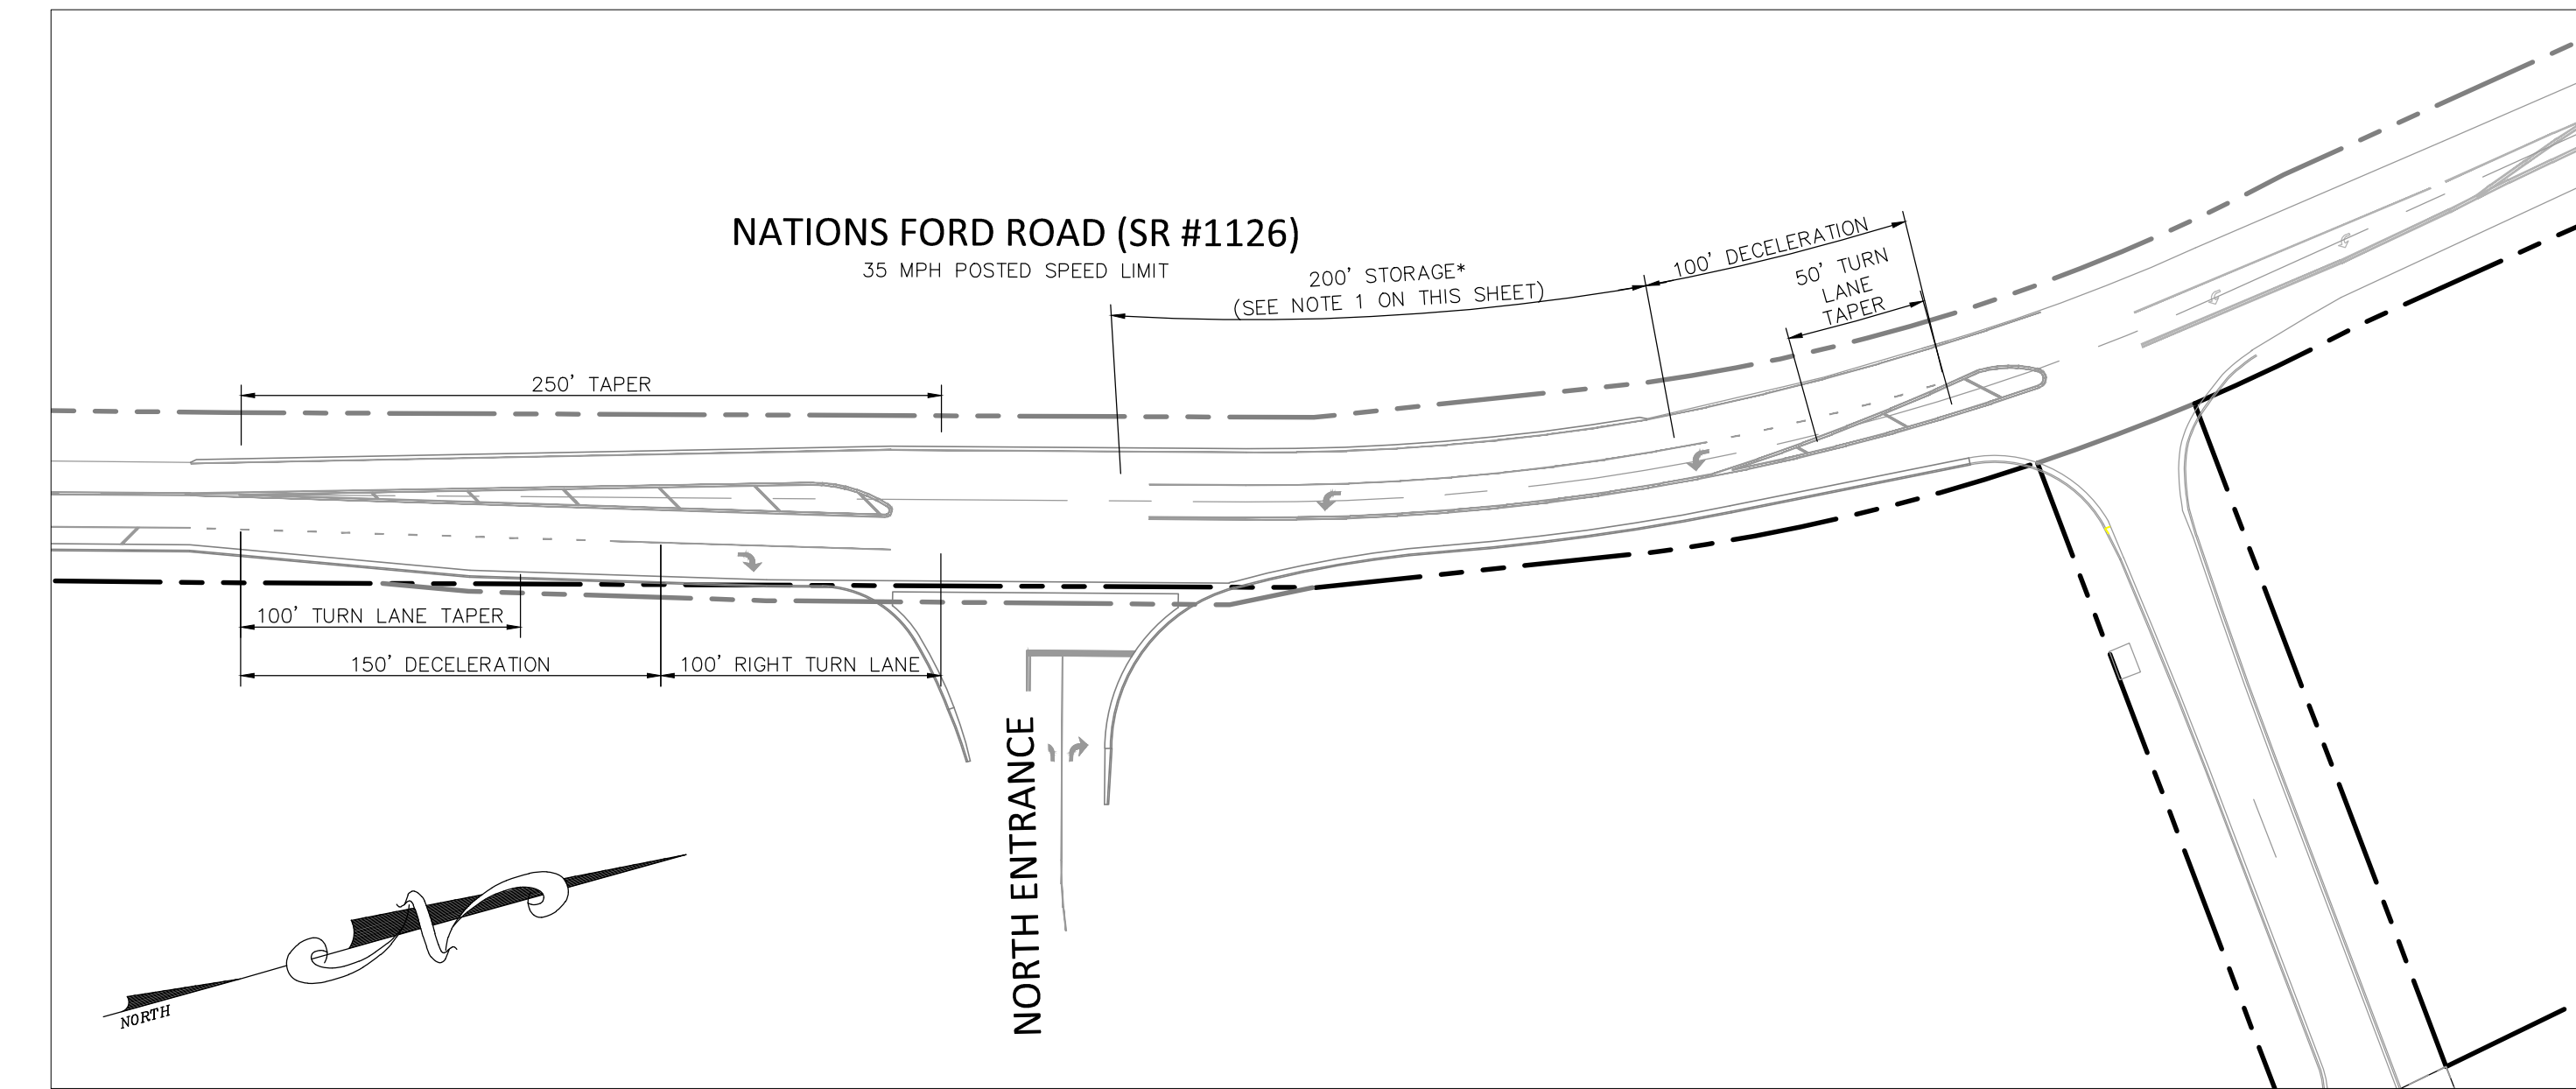 NATIONS FORD ROAD (SR #1126)
35 MPH POSTED SPEED LIMIT
200' STORAGE*
(SEE NOTE 1 ON THIS SHEET)
100' DECELERATION
50' TURN
LANE
TAPER
250' TAPER
100' TURN LANE TAPER
150' DECELERATION
100' RIGHT TURN LANE
NORTH ENTRANCE
N
NORTH